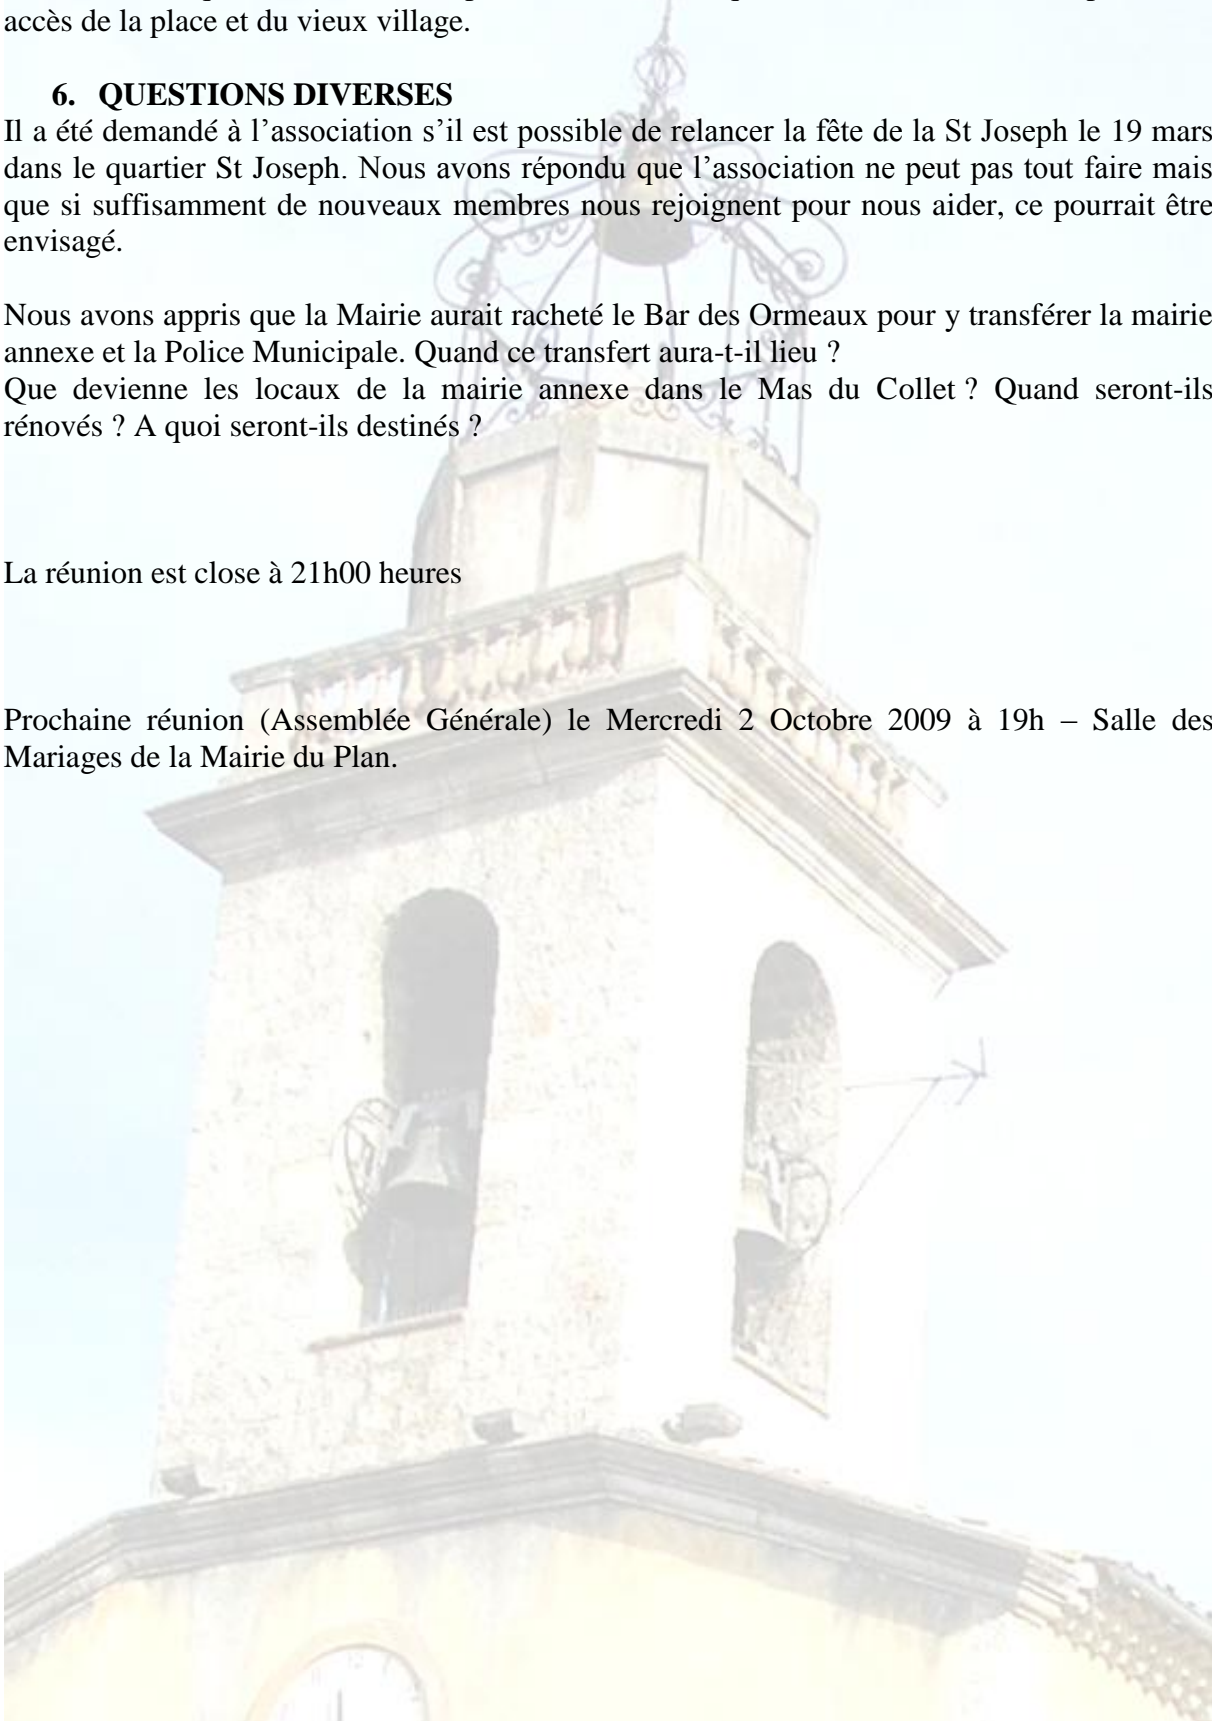 accès de la place et du vieux village.
6. QUESTIONS DIVERSES
Il a été demandé à l’association s’il est possible de relancer la fête de la St Joseph le 19 mars
dans le quartier St Joseph. Nous avons répondu que l’association ne peut pas tout faire mais
que si suffisamment de nouveaux membres nous rejoignent pour nous aider, ce pourrait être
envisagé.
Nous avons appris que la Mairie aurait racheté le Bar des Ormeaux pour y transférer la mairie
annexe et la Police Municipale. Quand ce transfert aura-t-il lieu ?
Que devienne les locaux de la mairie annexe dans le Mas du Collet ? Quand seront-ils
rénovés ? A quoi seront-ils destinés ?
La réunion est close à 21h00 heures
Prochaine réunion (Assemblée Générale) le Mercredi 2 Octobre 2009 à 19h – Salle des
Mariages de la Mairie du Plan.